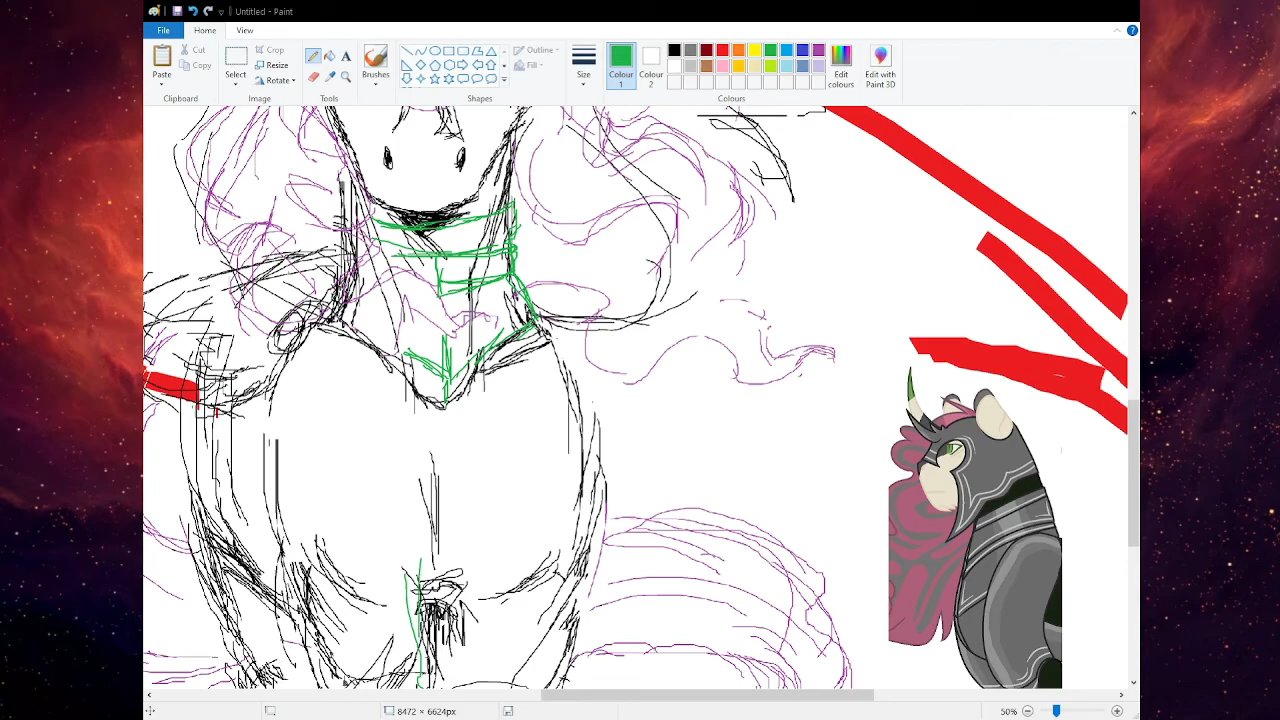 Untitled - Paint
File Home View
Paste
Cut
Copy
Clipboard
Select
Crop
Resize
Rotate
Image
A
Tools
Brushes
Outline
Fill
Shapes
Size
Colour 1
Colour 2
Colours
Edit colours
Edit with Paint 3D
8472 × 6624px
50%